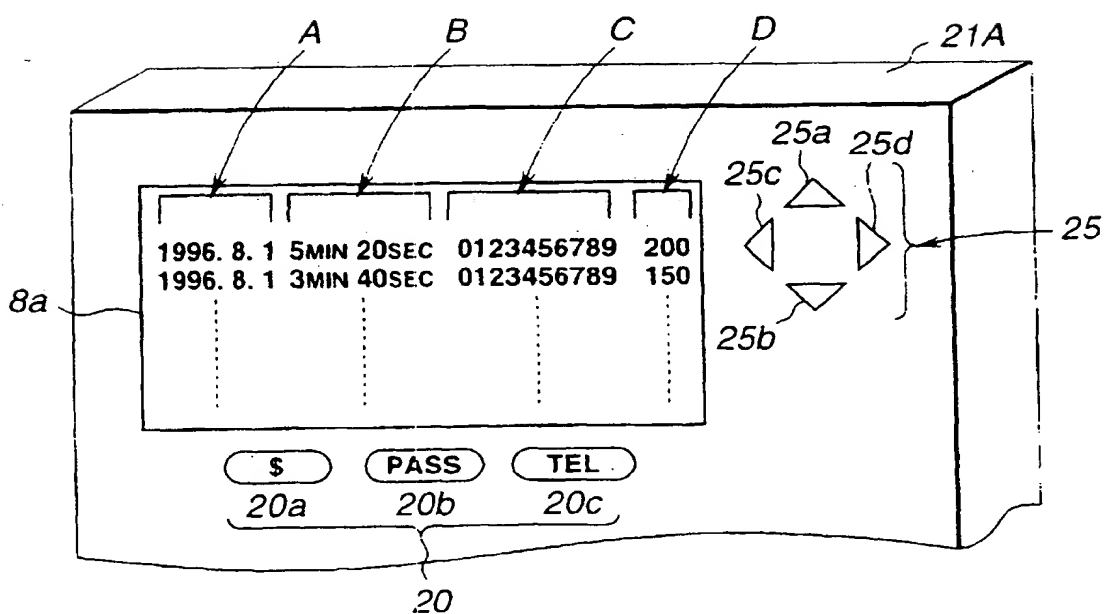 A B C D 21A
25a 25d
25c
1996. 8. 1 5MIN 20SEC 0123456789 200 25
1996. 8. 1 3MIN 40SEC 0123456789 150
8a
25b
$ PASS TEL
20a 20b 20c
20